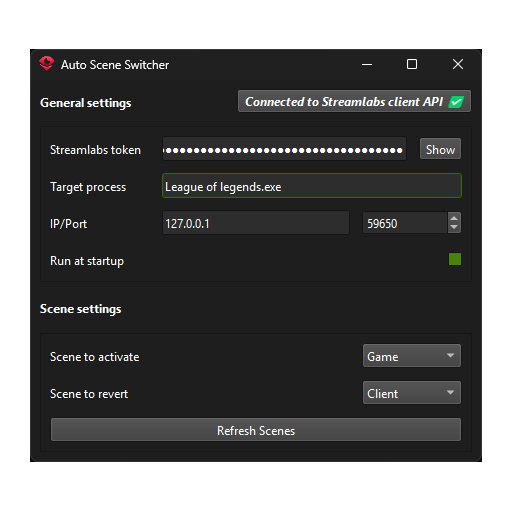 Auto Scene Switcher
General settings
Connected to Streamlabs client API
Streamlabs token
••••••••••••••••••••••••••••••••••
Show
Target process
League of legends.exe
IP/Port
127.0.0.1
59650
Run at startup
Scene settings
Scene to activate
Game
Scene to revert
Client
Refresh Scenes